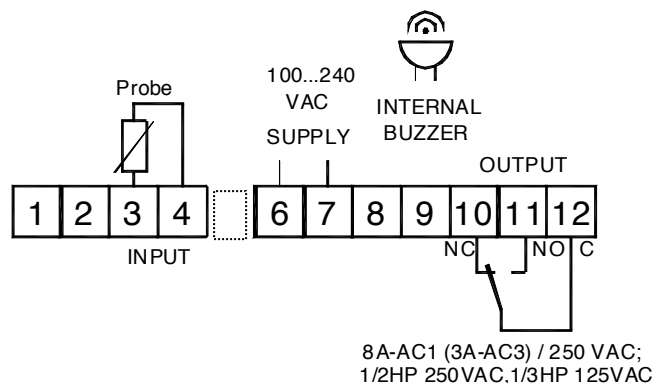 Probe
100...240
VAC
SUPPLY
INTERNAL
BUZZER
OUTPUT
1 2 3 4 6 7 8 9 10 11 12
INPUT
NC NO C
8A-AC1 (3A-AC3) / 250 VAC;
1/2HP 250VAC,1/3HP 125VAC